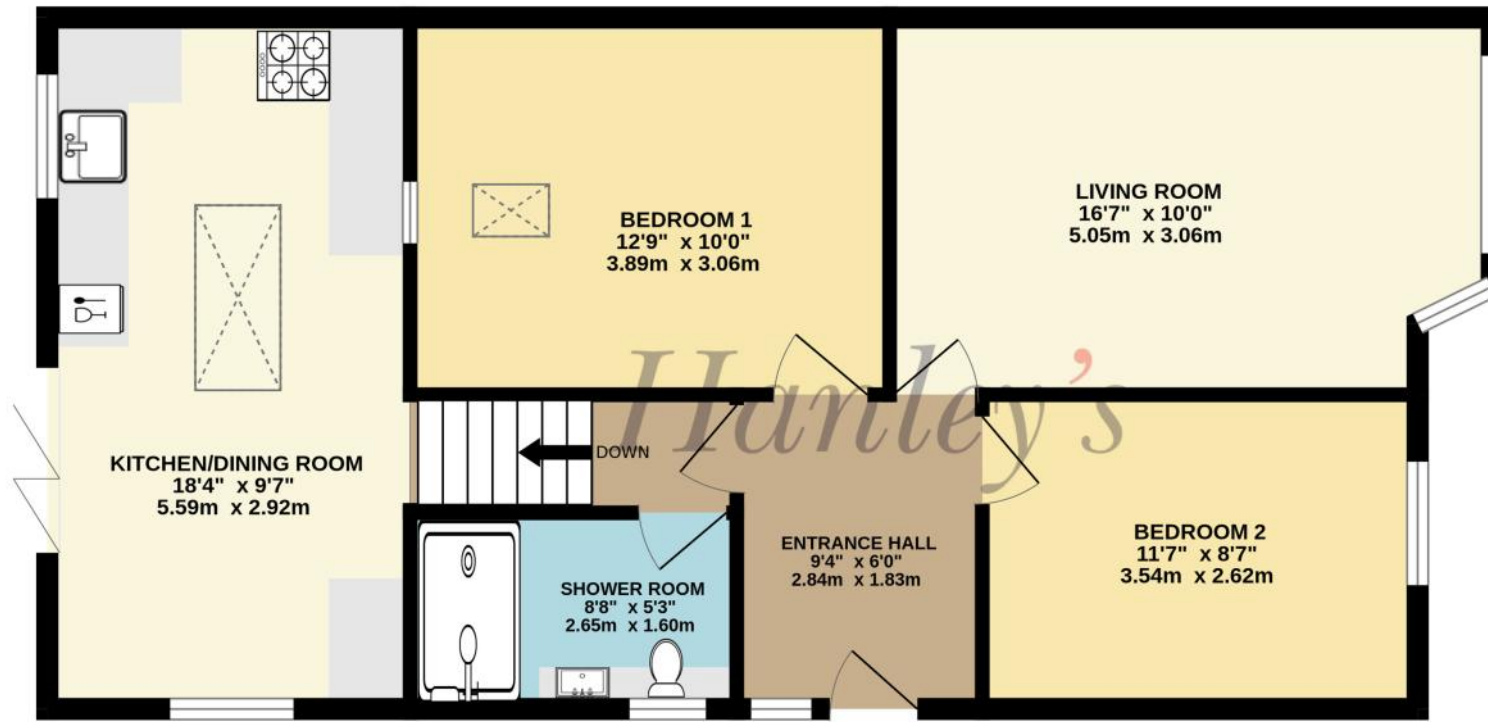 KITCHEN/DINING ROOM
18'4" x 9'7"
5.59m x 2.92m
BEDROOM 1
12'9" x 10'0"
3.89m x 3.06m
LIVING ROOM
16'7" x 10'0"
5.05m x 3.06m
Hanley's
DOWN
SHOWER ROOM
8'8" x 5'3"
2.65m x 1.60m
ENTRANCE HALL
9'4" x 6'0"
2.84m x 1.83m
BEDROOM 2
11'7" x 8'7"
3.54m x 2.62m